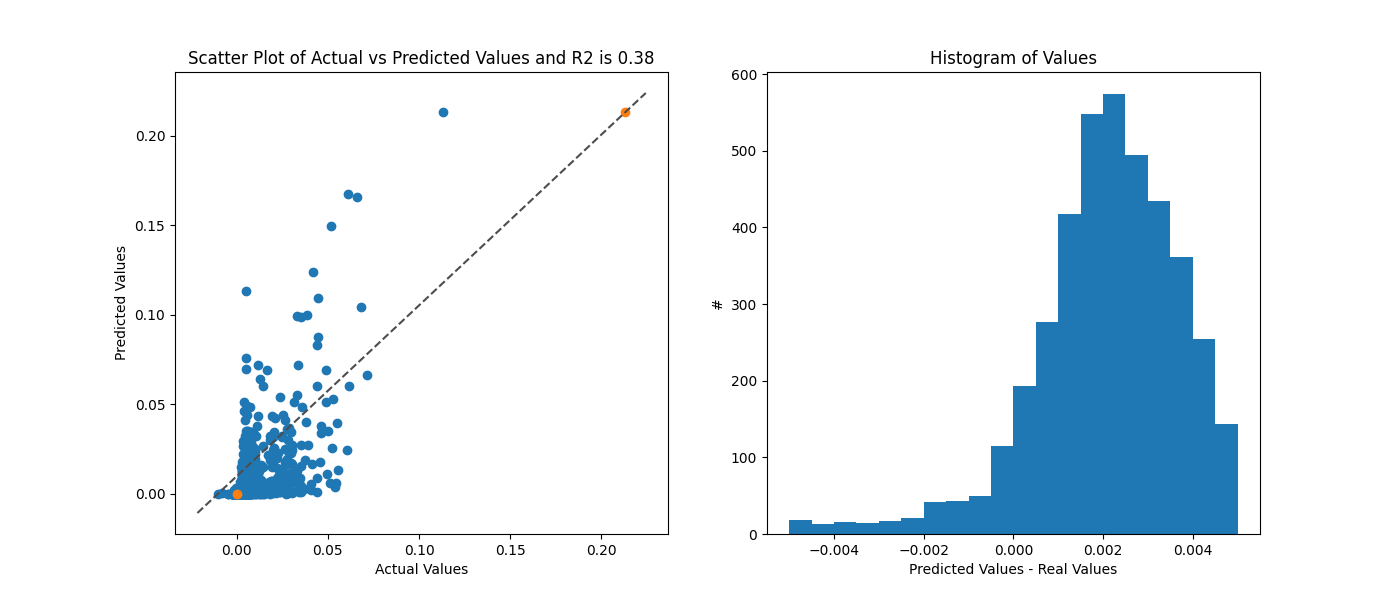 Scatter Plot of Actual vs Predicted Values and R2 is 0.38
0.20
0.15
0.10
0.05
0.00
Predicted Values
0.00 0.05 0.10 0.15 0.20
Actual Values
Histogram of Values
600
500
400
300
200
100
0
#
−0.004 −0.002 0.000 0.002 0.004
Predicted Values - Real Values